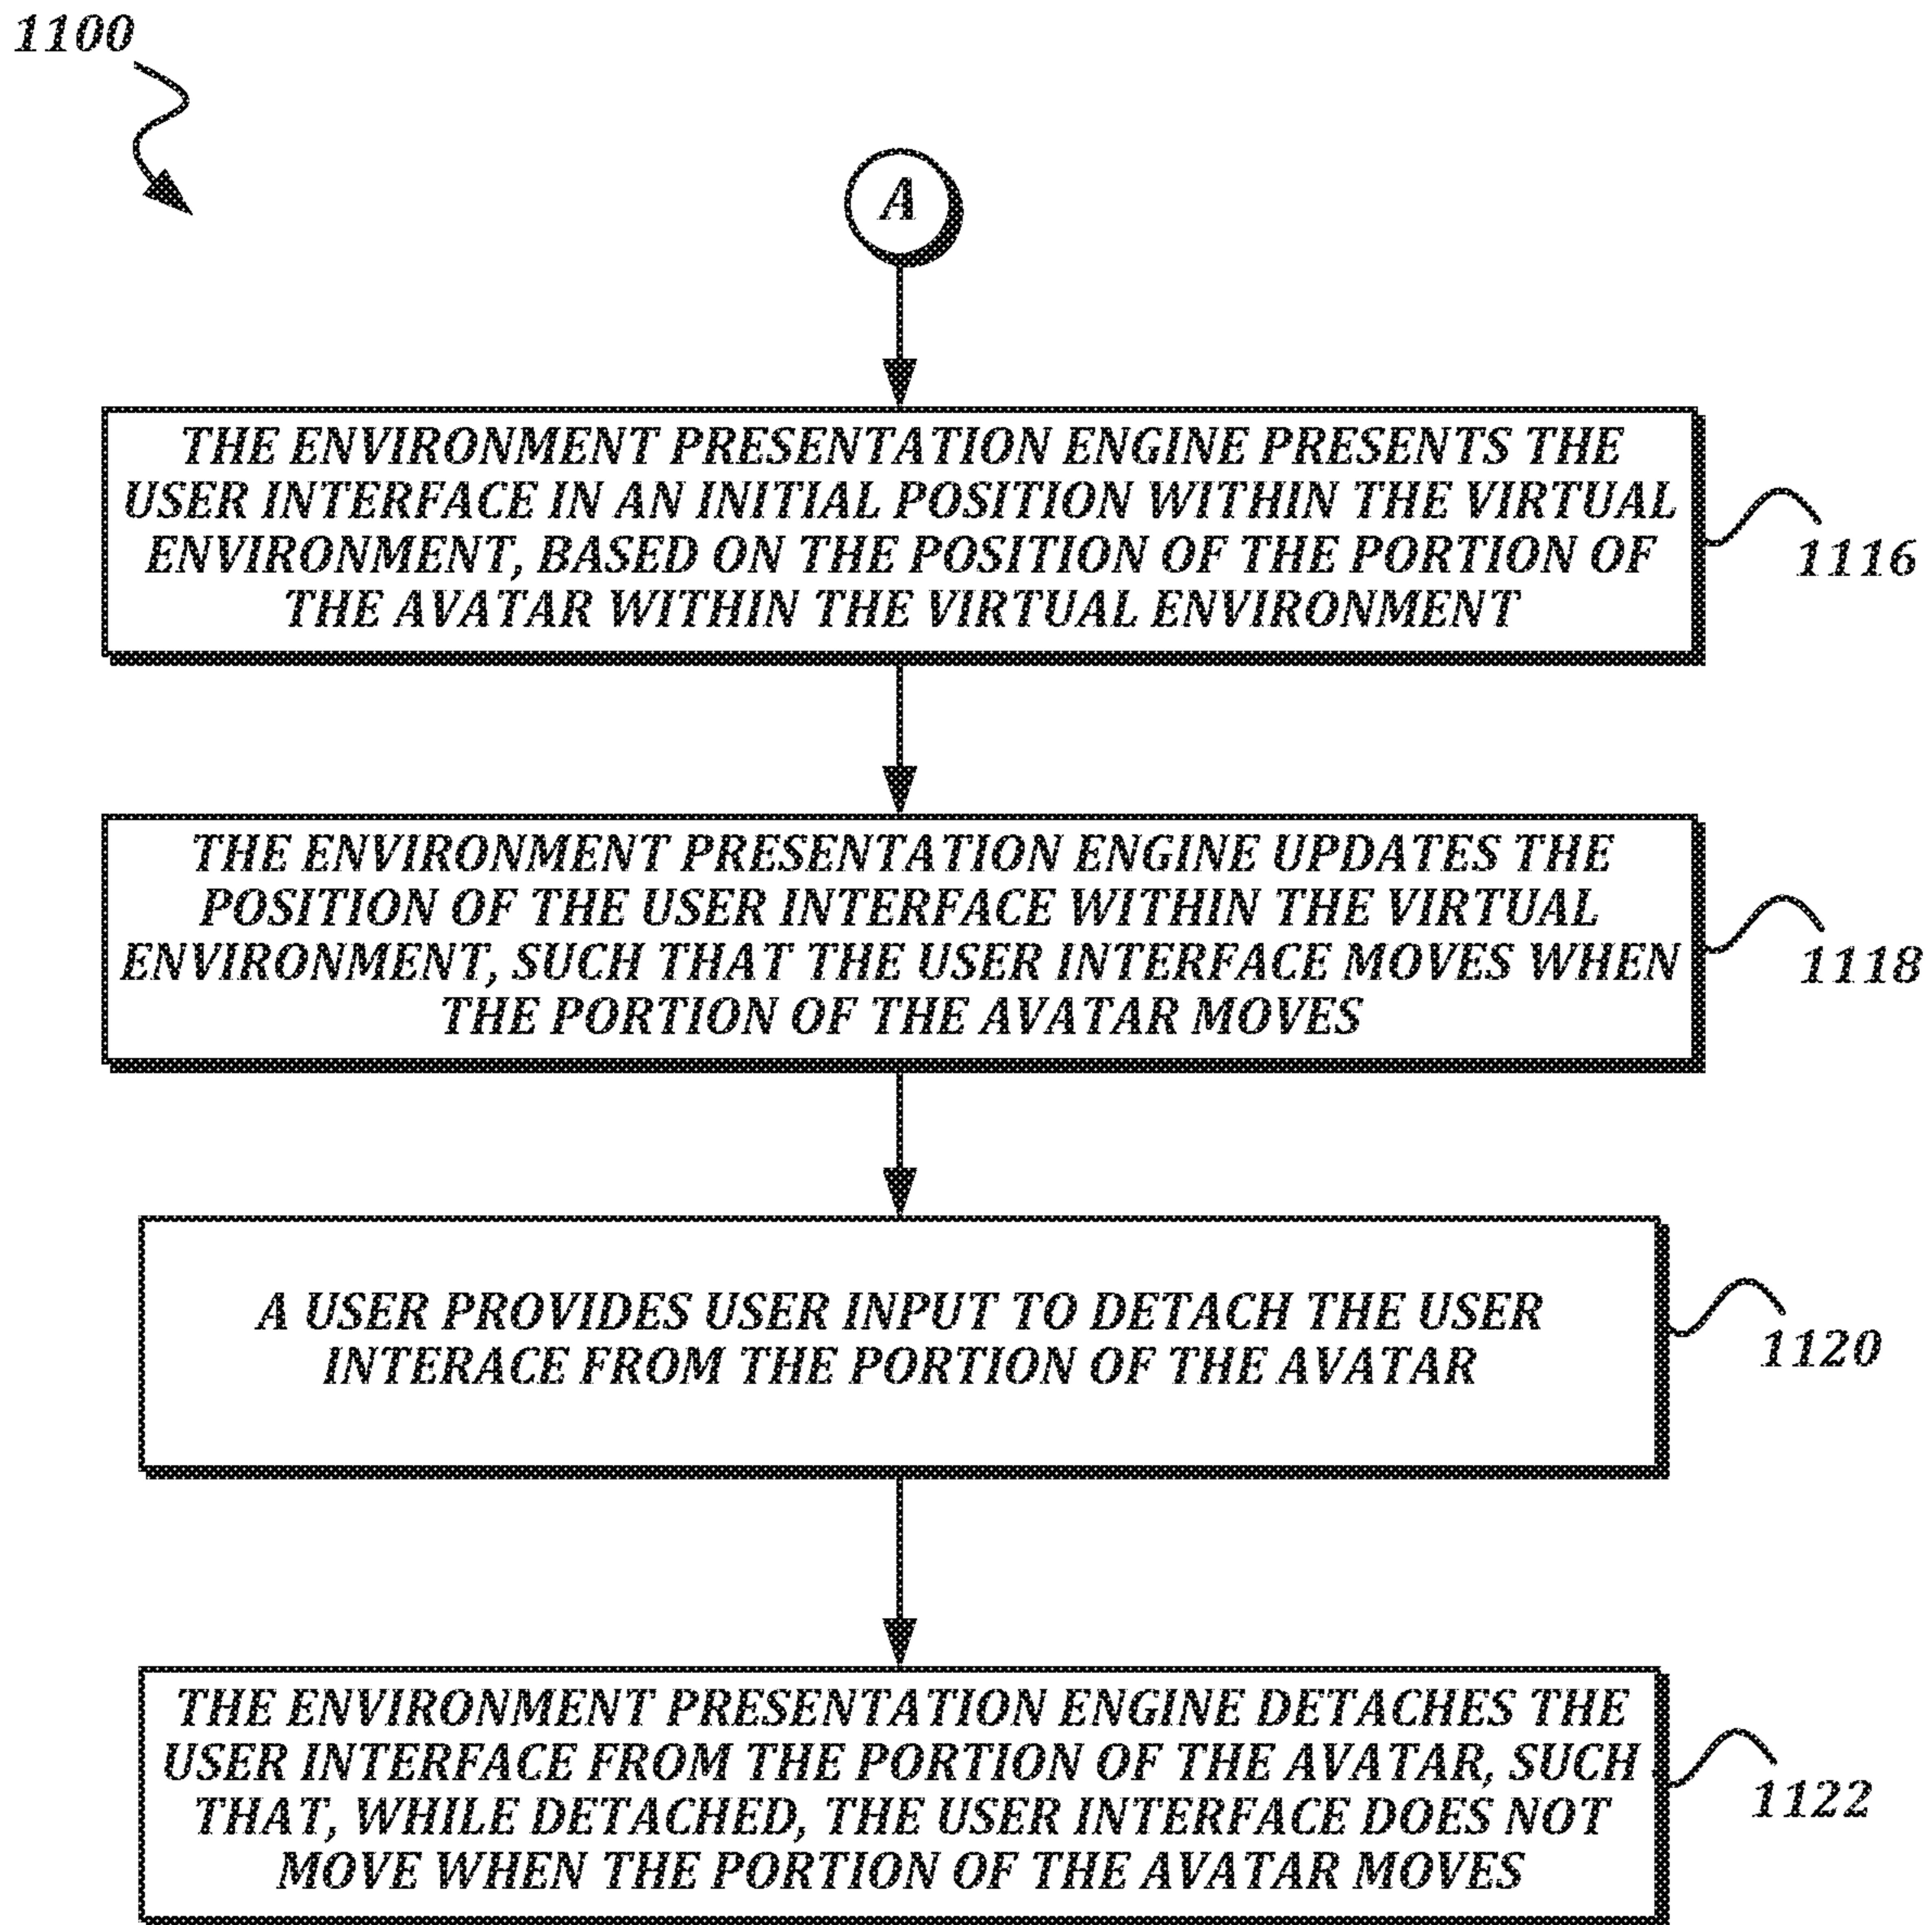 1100
A
THE ENVIRONMENT PRESENTATION ENGINE PRESENTS THE
USER INTERFACE IN AN INITIAL POSITION WITHIN THE VIRTUAL
ENVIRONMENT, BASED ON THE POSITION OF THE PORTION OF
THE AVATAR WITHIN THE VIRTUAL ENVIRONMENT
1116
THE ENVIRONMENT PRESENTATION ENGINE UPDATES THE
POSITION OF THE USER INTERFACE WITHIN THE VIRTUAL
ENVIRONMENT, SUCH THAT THE USER INTERFACE MOVES WHEN
THE PORTION OF THE AVATAR MOVES
1118
A USER PROVIDES USER INPUT TO DETACH THE USER
INTERACE FROM THE PORTION OF THE AVATAR
1120
THE ENVIRONMENT PRESENTATION ENGINE DETACHES THE
USER INTERFACE FROM THE PORTION OF THE AVATAR, SUCH
THAT, WHILE DETACHED, THE USER INTERFACE DOES NOT
MOVE WHEN THE PORTION OF THE AVATAR MOVES
1122